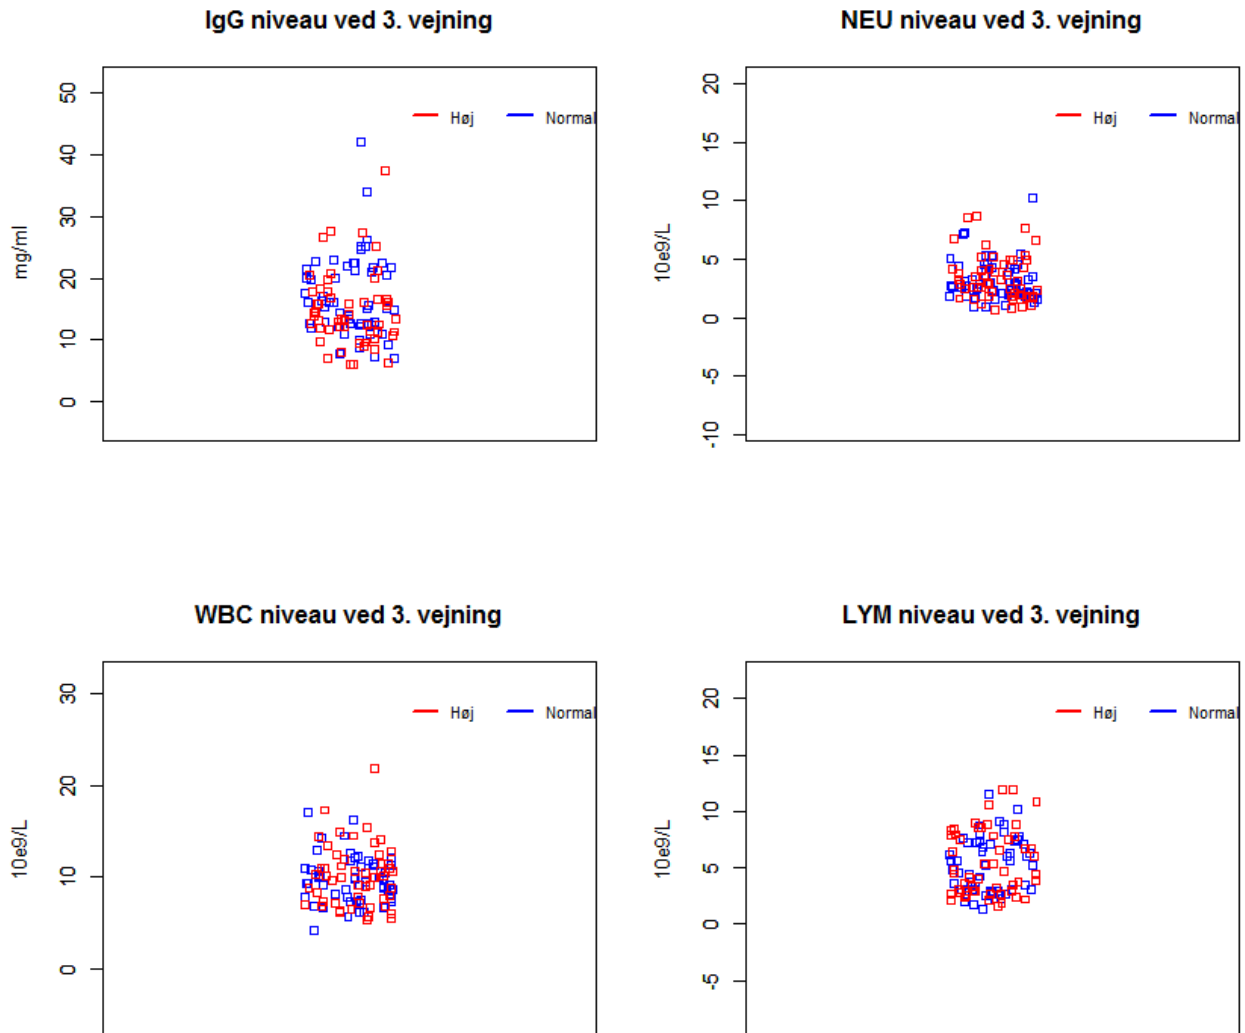 IgG niveau ved 3. vejning
50
40
30
20
10
0
mg/ml
Høj
Normal
NEU niveau ved 3. vejning
20
15
10
5
0
-5
-10
10e9/L
Høj
Normal
WBC niveau ved 3. vejning
30
20
10
0
10e9/L
Høj
Normal
LYM niveau ved 3. vejning
20
15
10
5
0
-5
10e9/L
Høj
Normal